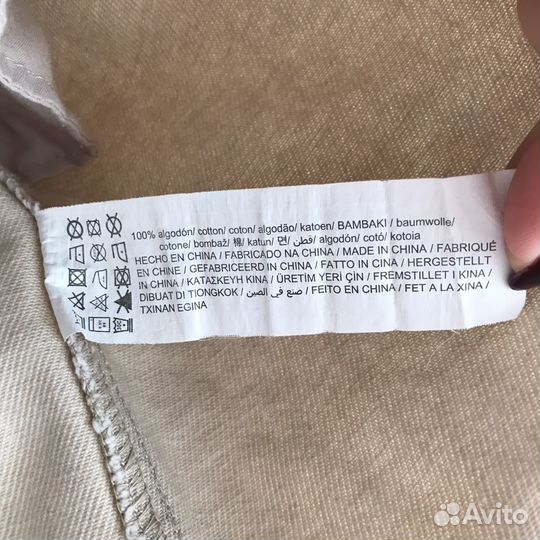 100% algodón/ cotton/ coton/ algodão/ katoen/ BAMBAKI / baumwolle/
cotone/ bombaž/ 棉/ katun/ 면/ قطن/ algodón/ cotó/ kotoia
HECHO EN CHINA / FABRICADO NA CHINA / MADE IN CHINA / FABRIQUÉ
EN CHINE / GEFABRICEERD IN CHINA / FATTO IN CINA / HERGESTELLT
IN CHINA / KATAΣKEYH KINA / ÜRETİM YERİ ÇİN / FRÉMSTILLET I KINA /
DIBUAT DI TIONGKOK / صنع في الصين / FEITO EN CHINA / FET A LA XINA /
TXINAN EGINA
Avito